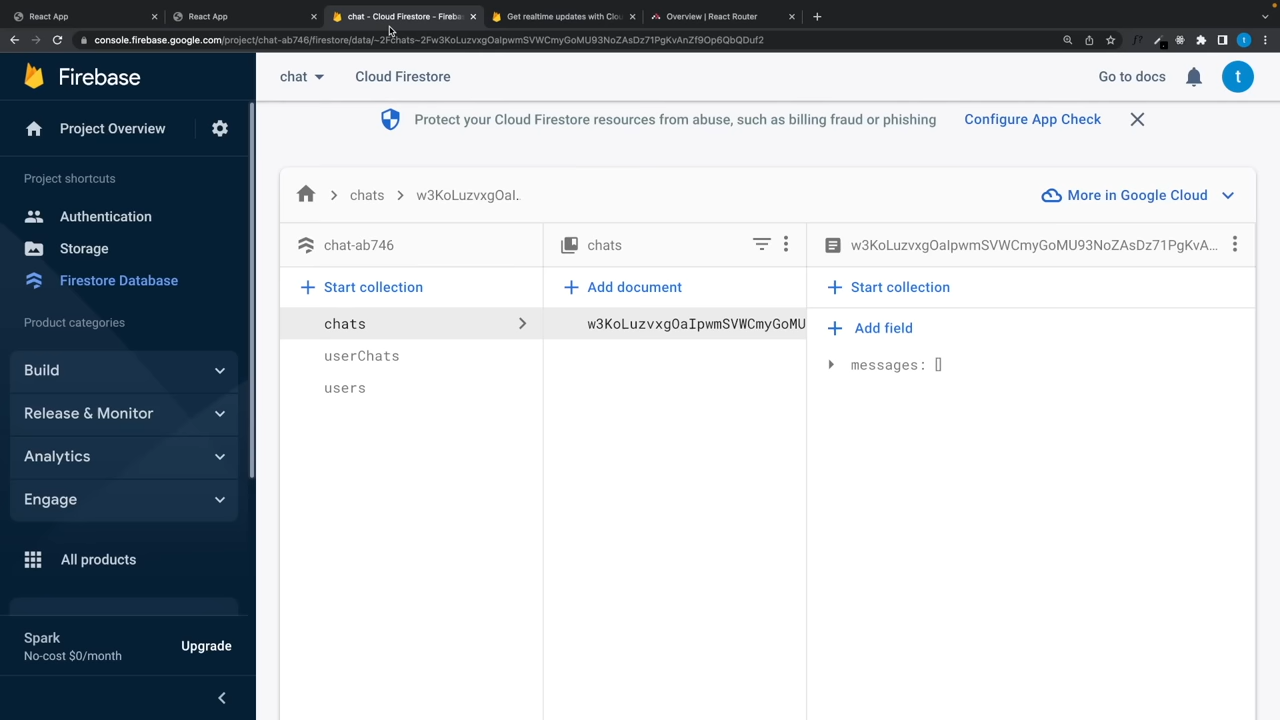 React App
React App
chat - Cloud Firestore - Fireba
Get realtime updates with Clou
Overview | React Router
console.firebase.google.com/project/chat-ab746/firestore/data/~2Fchats~2Fw3KoLuzvxgOaIpwmSVWCmyGoMU93NoZAsDz71PgKvAnZf9Op6QbQDuf2
Firebase
chat
Cloud Firestore
Go to docs
t
Project Overview
Protect your Cloud Firestore resources from abuse, such as billing fraud or phishing
Configure App Check
Project shortcuts
Authentication
Storage
Firestore Database
Product categories
Build
Release & Monitor
Analytics
Engage
All products
Spark
No-cost $0/month
Upgrade
chats
w3KoLuzvxgOaI..
More in Google Cloud
chat-ab746
chats
w3KoLuzvxgOaIpwmSVWCmyGoMU93NoZAsDz71PgKvA...
Start collection
Add document
Start collection
chats
w3KoLuzvxgOaIpwmSVWCmyGoMU
Add field
userChats
messages: []
users